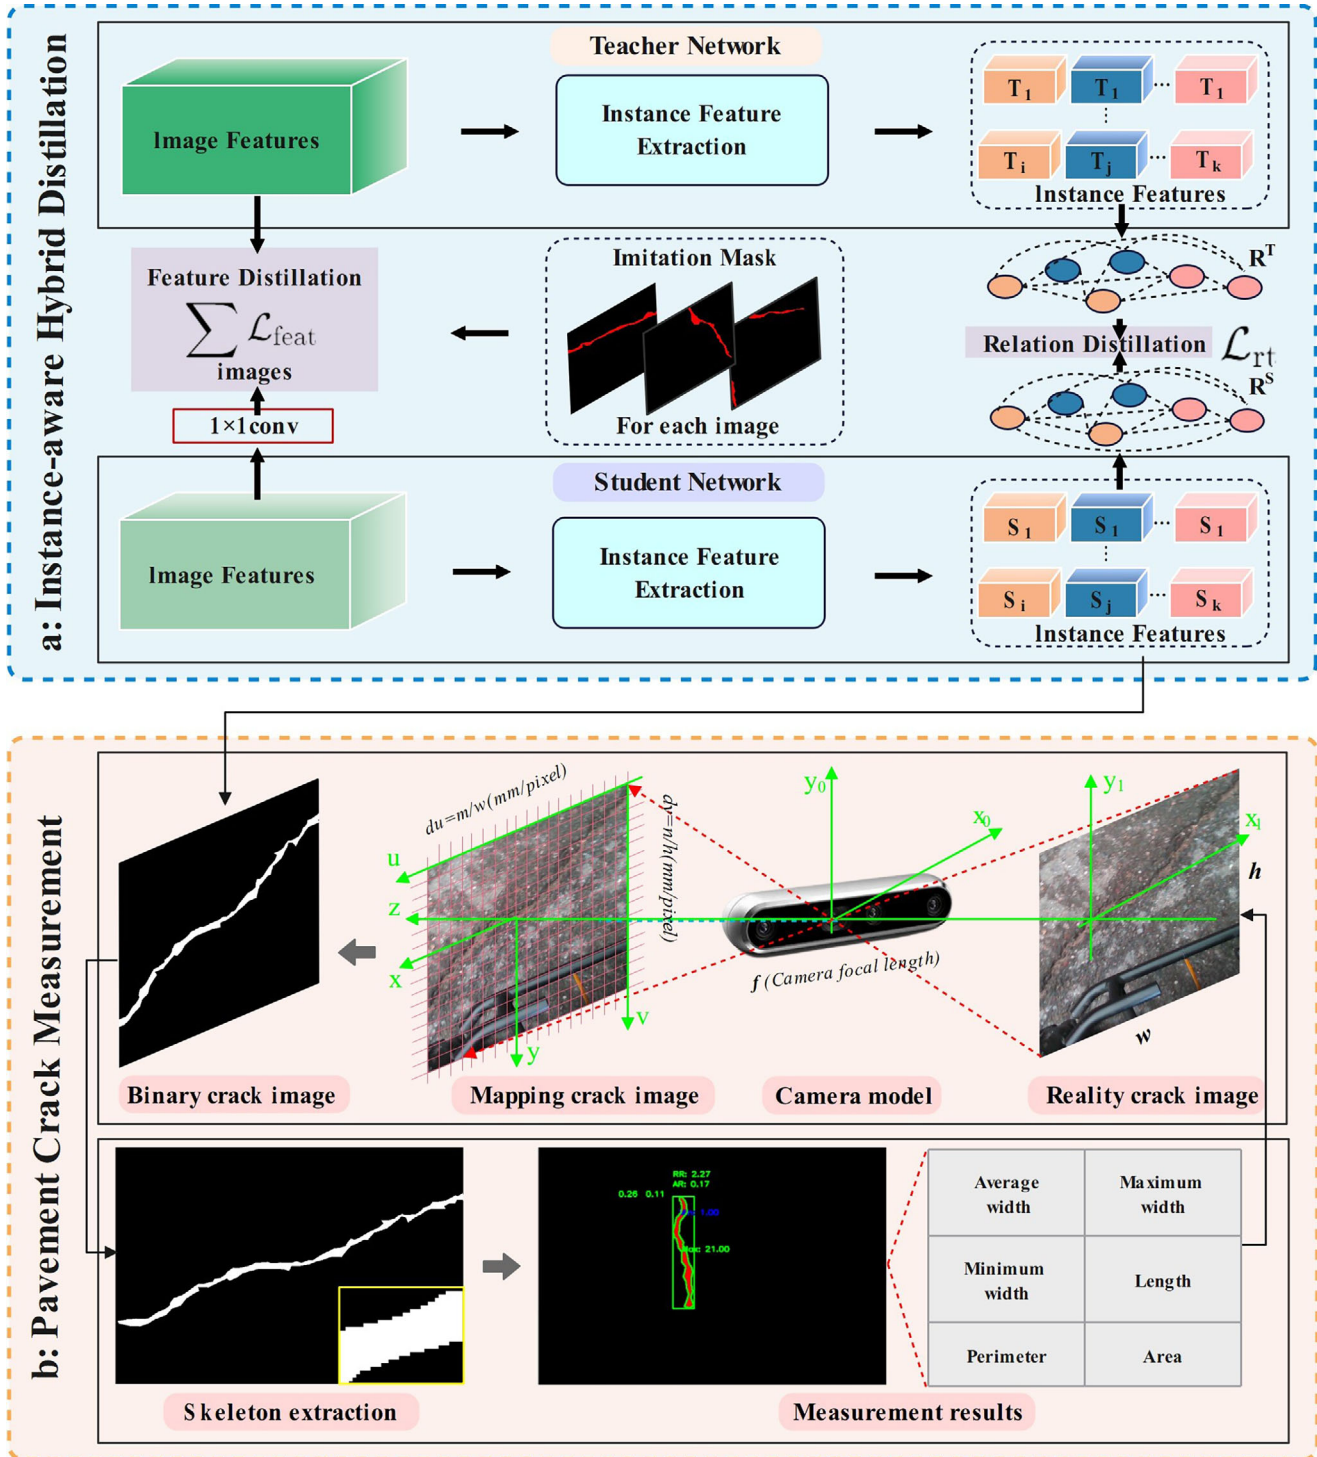 a: Instance-aware Hybrid Distillation
Teacher Network
Image Features
Instance Feature
Extraction
T1 T1 ... T1
Ti Tj ... Tk
Instance Features
Feature Distillation
∑ ℒfeat
images
1×1conv
Imitation Mask
For each image
R^T
Relation Distillation ℒrt
R^S
Student Network
Image Features
Instance Feature
Extraction
S1 S1 ... S1
Si Sj ... Sk
Instance Features
b: Pavement Crack Measurement
du=m/w(mm/pixel)
dv=n/h(mm/pixel)
u
z
x
y
v
y0
x0
f (Camera focal length)
y1
x1
h
w
Binary crack image
Mapping crack image
Camera model
Reality crack image
RR: 2.27
AR: 0.17
0.26 0.11
1.00
21.00
Average
width
Maximum
width
Minimum
width
Length
Perimeter
Area
Skeleton extraction
Measurement results